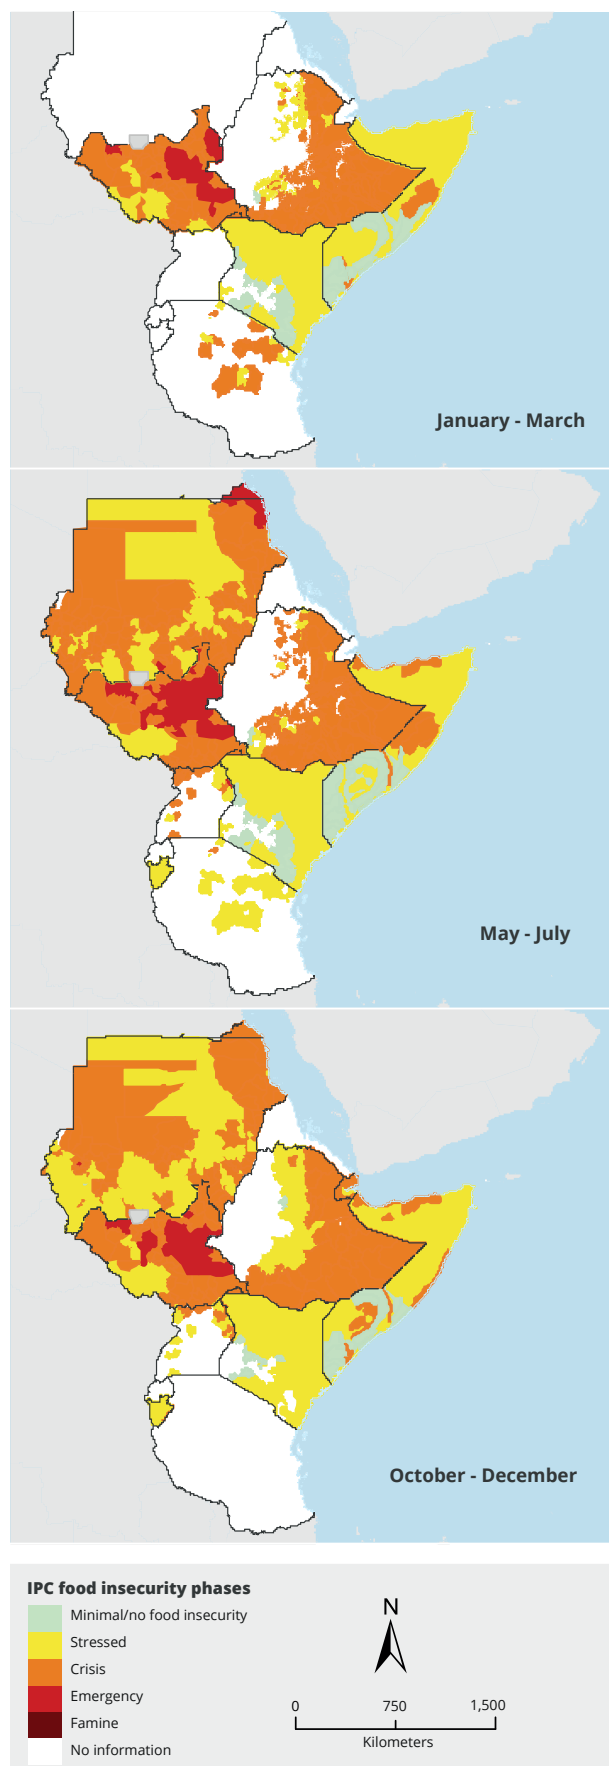 January - March
May - July
October - December
IPC food insecurity phases
Minimal/no food insecurity
Stressed
Crisis
Emergency
Famine
No information
N
0 750 1,500
Kilometers